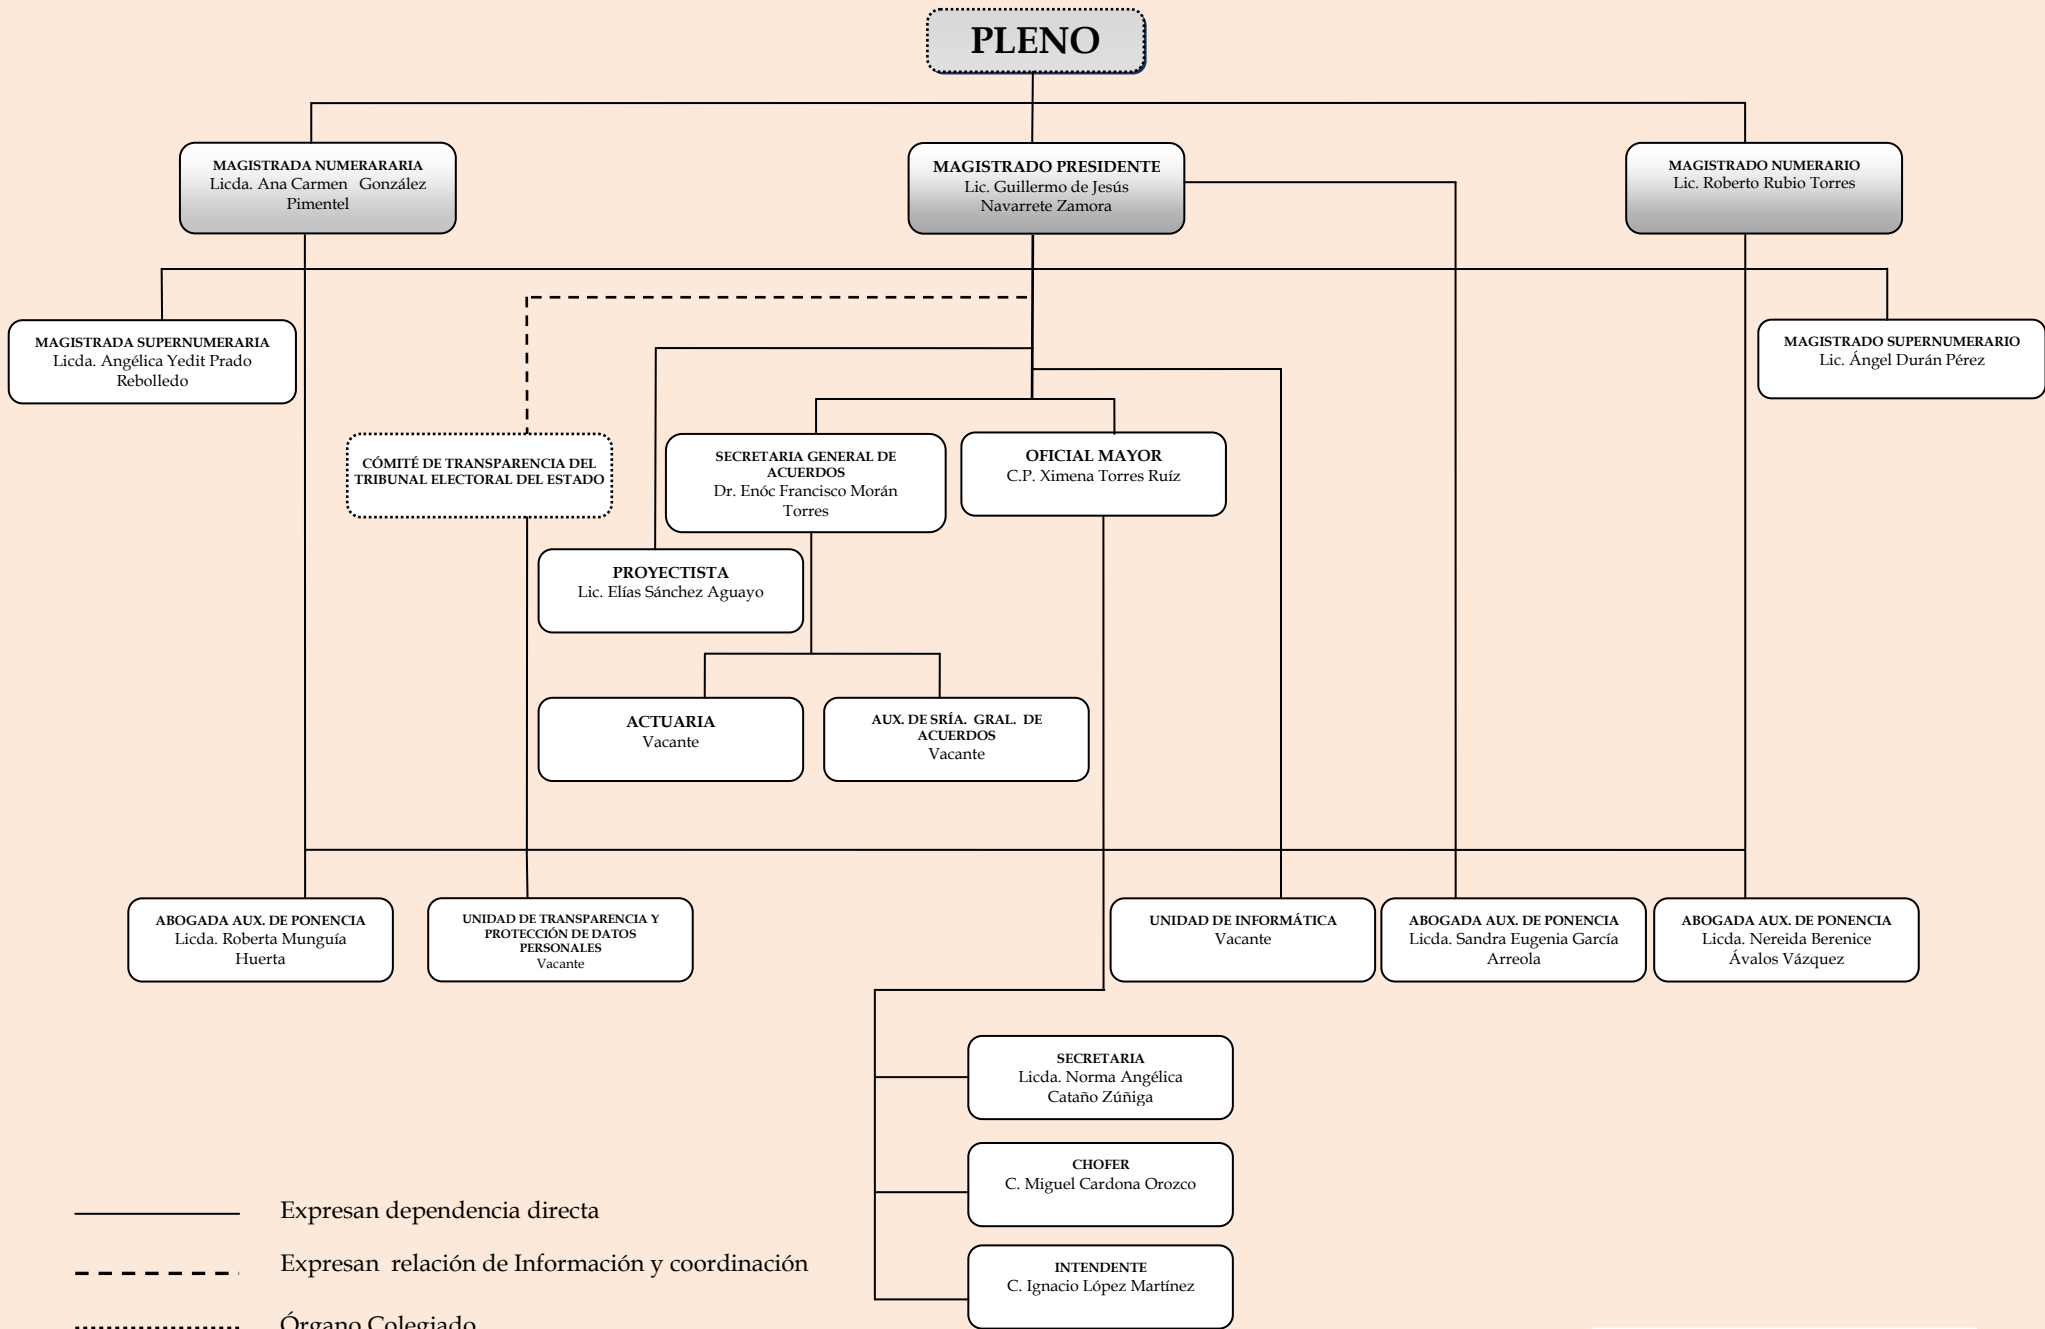 PLENO
MAGISTRADA NUMERARARIA
Licda. Ana Carmen González
Pimentel
MAGISTRADO PRESIDENTE
Lic. Guillermo de Jesús
Navarrete Zamora
MAGISTRADO NUMERARIO
Lic. Roberto Rubio Torres
MAGISTRADA SUPERNUMERARIA
Licda. Angélica Yedit Prado
Rebolledo
MAGISTRADO SUPERNUMERARIO
Lic. Ángel Durán Pérez
CÓMITÉ DE TRANSPARENCIA DEL
TRIBUNAL ELECTORAL DEL ESTADO
SECRETARIA GENERAL DE
ACUERDOS
Dr. Enóc Francisco Morán
Torres
OFICIAL MAYOR
C.P. Ximena Torres Ruíz
PROYECTISTA
Lic. Elías Sánchez Aguayo
ACTUARIA
Vacante
AUX. DE SRÍA. GRAL. DE
ACUERDOS
Vacante
ABOGADA AUX. DE PONENCIA
Licda. Roberta Munguía
Huerta
UNIDAD DE TRANSPARENCIA Y
PROTECCIÓN DE DATOS
PERSONALES
Vacante
UNIDAD DE INFORMÁTICA
Vacante
ABOGADA AUX. DE PONENCIA
Licda. Sandra Eugenia García
Arreola
ABOGADA AUX. DE PONENCIA
Licda. Nereida Berenice
Ávalos Vázquez
SECRETARIA
Licda. Norma Angélica
Cataño Zúñiga
CHOFER
C. Miguel Cardona Orozco
INTENDENTE
C. Ignacio López Martínez
Expresan dependencia directa
Expresan relación de Información y coordinación
Órgano Colegiado